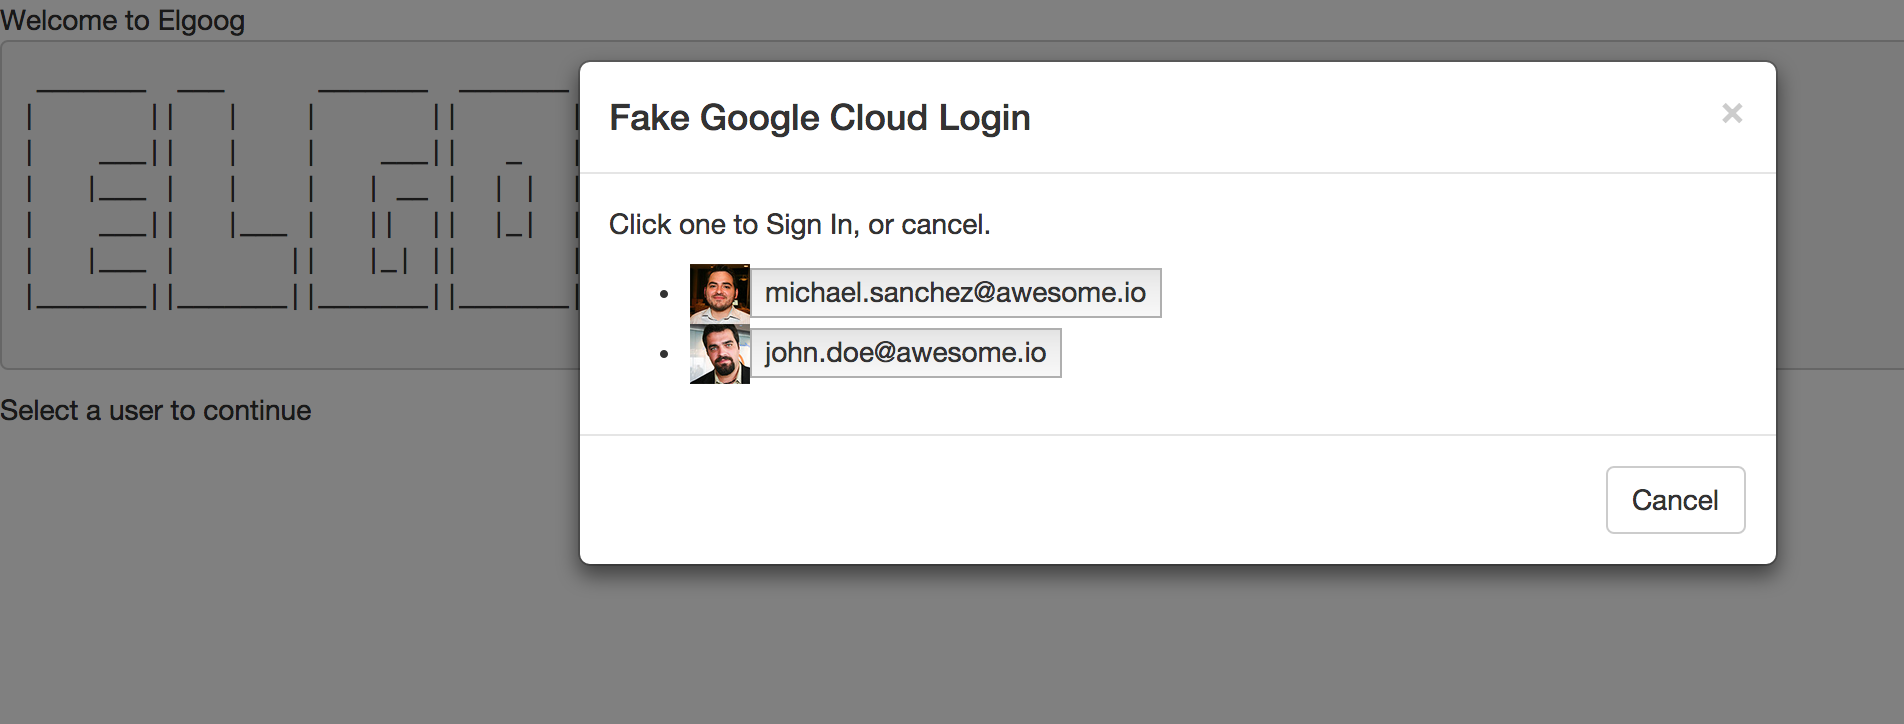 Welcome to Elgoog
Fake Google Cloud Login
×
Click one to Sign In, or cancel.
michael.sanchez@awesome.io
john.doe@awesome.io
Select a user to continue
Cancel